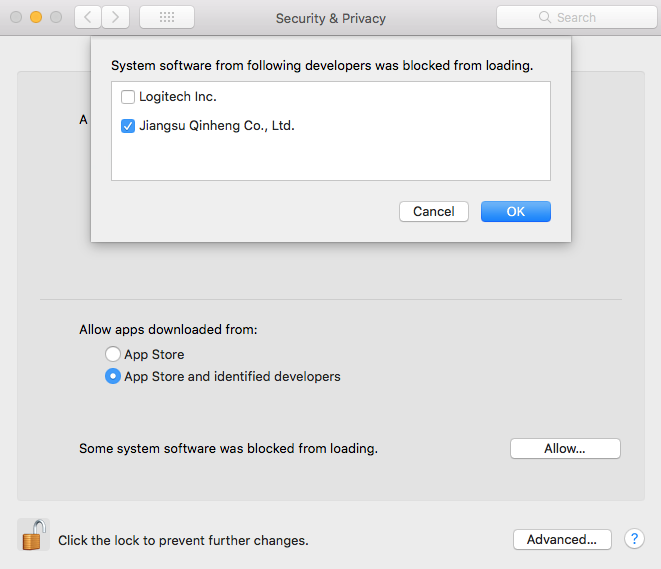 Security & Privacy
Search
System software from following developers was blocked from loading.
Logitech Inc.
Jiangsu Qinheng Co., Ltd.
A
Cancel
OK
Allow apps downloaded from:
App Store
App Store and identified developers
Some system software was blocked from loading.
Allow...
Click the lock to prevent further changes.
Advanced...
?